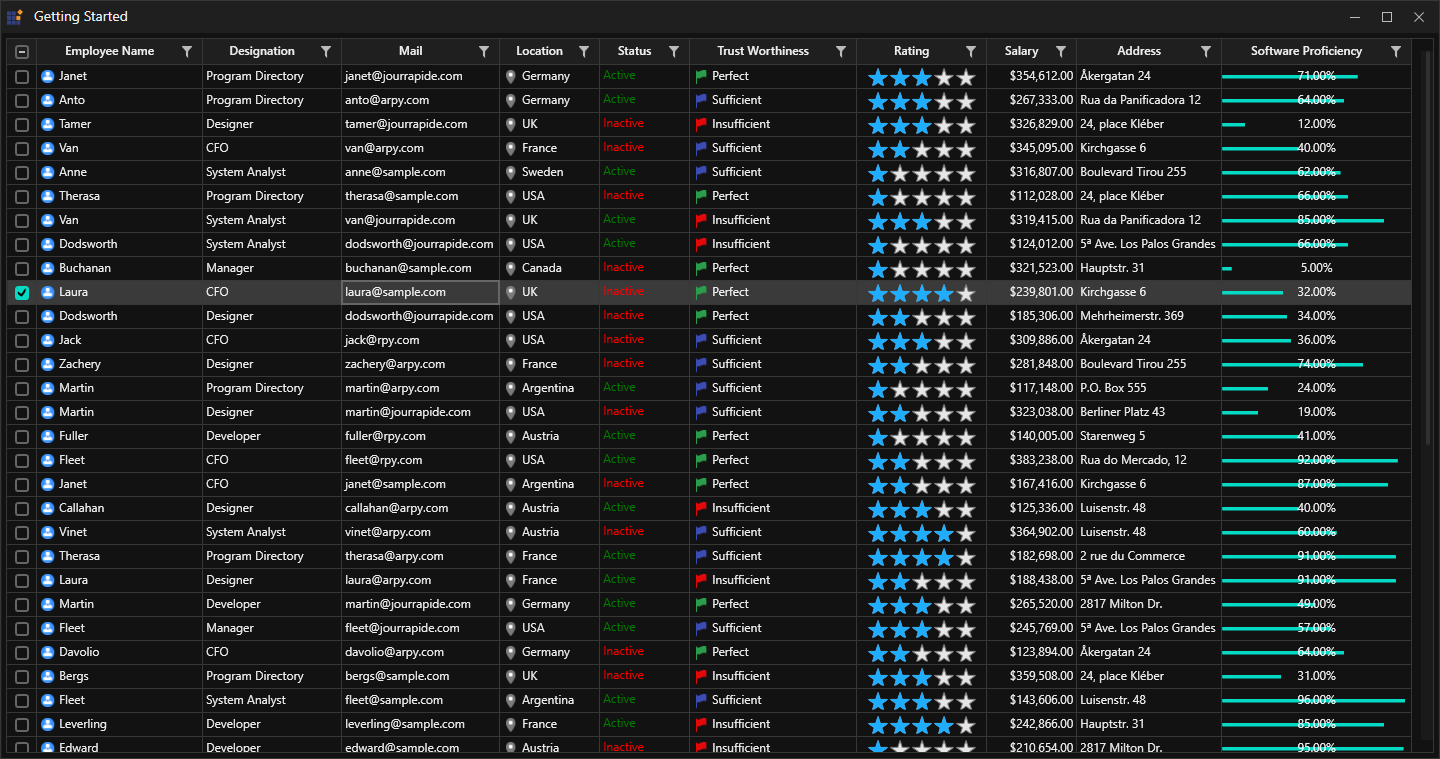 Getting Started
Employee Name Designation Mail Location Status Trust Worthiness Rating Salary Address Software Proficiency
Janet Program Directory janet@jourrapide.com Germany Active Perfect $354,612.00 Åkergatan 24 71.00%
Anto Program Directory anto@arpy.com Germany Active Sufficient $267,333.00 Rua da Panificadora 12 64.00%
Tamer Designer tamer@jourrapide.com UK Inactive Insufficient $326,829.00 24, place Kléber 12.00%
Van CFO van@arpy.com France Inactive Sufficient $345,095.00 Kirchgasse 6 40.00%
Anne System Analyst anne@sample.com Sweden Active Sufficient $316,807.00 Boulevard Tirou 255 62.00%
Therasa Program Directory therasa@sample.com USA Inactive Perfect $112,028.00 24, place Kléber 66.00%
Van System Analyst van@jourrapide.com UK Active Insufficient $319,415.00 Rua da Panificadora 12 85.00%
Dodsworth System Analyst dodsworth@jourrapide.com USA Active Insufficient $124,012.00 5ª Ave. Los Palos Grandes 66.00%
Buchanan Manager buchanan@sample.com Canada Inactive Perfect $321,523.00 Hauptstr. 31 5.00%
Laura CFO laura@sample.com UK Inactive Perfect $239,801.00 Kirchgasse 6 32.00%
Dodsworth Designer dodsworth@jourrapide.com USA Inactive Perfect $185,306.00 Mehrheimerstr. 369 34.00%
Jack CFO jack@rpy.com USA Inactive Sufficient $309,886.00 Åkergatan 24 36.00%
Zachery Designer zachery@arpy.com France Inactive Sufficient $281,848.00 Boulevard Tirou 255 74.00%
Martin Program Directory martin@arpy.com Argentina Active Sufficient $117,148.00 P.O. Box 555 24.00%
Martin Designer martin@jourrapide.com USA Inactive Sufficient $323,038.00 Berliner Platz 43 19.00%
Fuller Developer fuller@rpy.com Austria Active Perfect $140,005.00 Starenweg 5 41.00%
Fleet CFO fleet@rpy.com USA Active Perfect $383,238.00 Rua do Mercado, 12 92.00%
Janet CFO janet@sample.com Argentina Inactive Perfect $167,416.00 Kirchgasse 6 87.00%
Callahan Designer callahan@arpy.com Austria Active Insufficient $125,336.00 Luisenstr. 48 40.00%
Vinet System Analyst vinet@arpy.com Austria Inactive Sufficient $364,902.00 Luisenstr. 48 60.00%
Therasa Program Directory therasa@arpy.com France Active Sufficient $182,698.00 2 rue du Commerce 91.00%
Laura Designer laura@arpy.com France Active Insufficient $188,438.00 5ª Ave. Los Palos Grandes 91.00%
Martin Developer martin@jourrapide.com Germany Active Perfect $265,520.00 2817 Milton Dr. 49.00%
Fleet Manager fleet@jourrapide.com USA Active Sufficient $245,769.00 5ª Ave. Los Palos Grandes 57.00%
Davolio CFO davolio@arpy.com Germany Inactive Perfect $123,894.00 Åkergatan 24 64.00%
Bergs Program Directory bergs@sample.com UK Inactive Insufficient $359,508.00 24, place Kléber 31.00%
Fleet System Analyst fleet@sample.com Argentina Active Sufficient $143,606.00 Luisenstr. 48 96.00%
Leverling Developer leverling@sample.com France Active Insufficient $242,866.00 Hauptstr. 31 85.00%
Edward Developer edward@sample.com Austria Inactive Insufficient $210,654.00 2817 Milton Dr. 95.00%